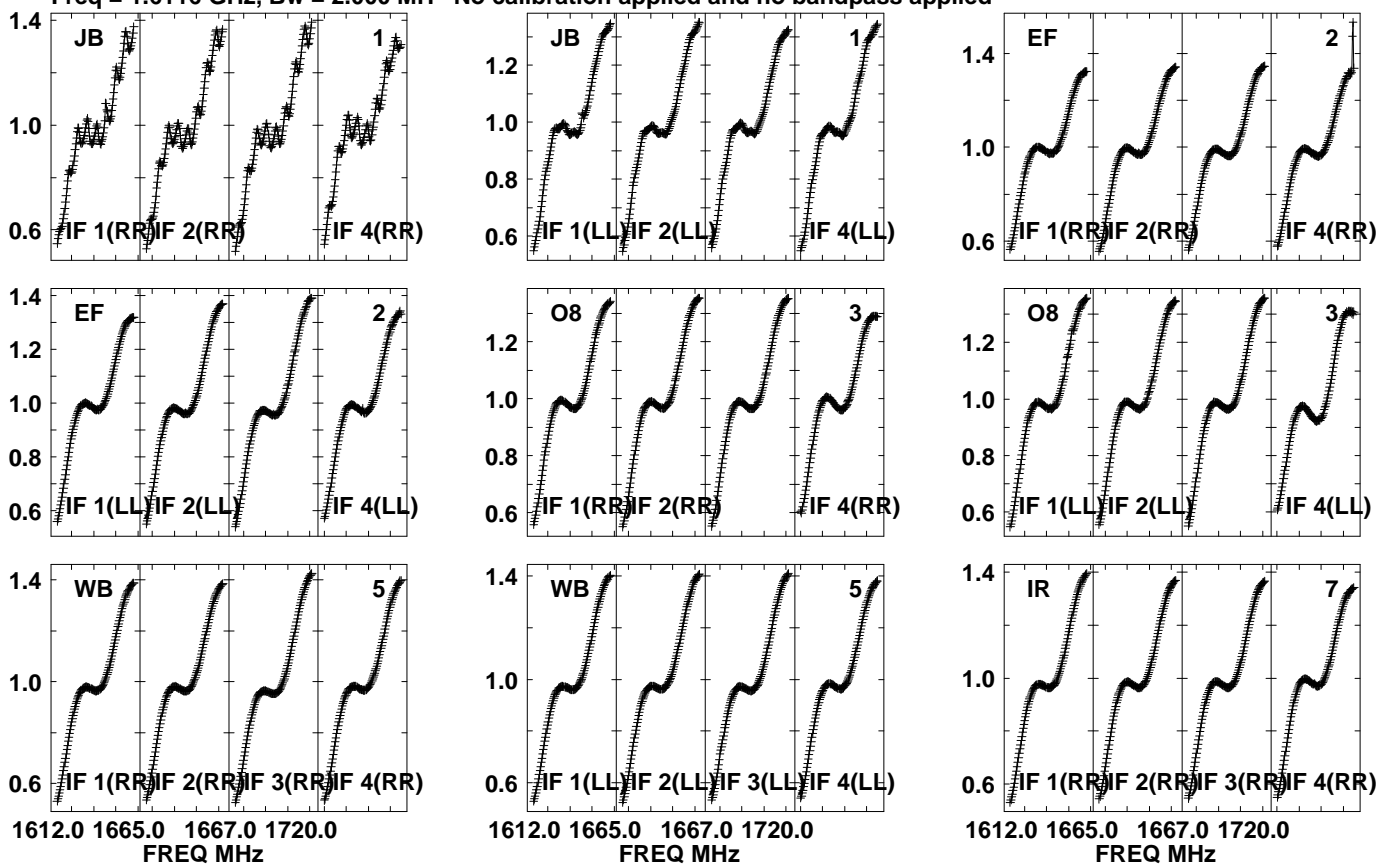 Freq = GHz, Bw = 2.000 MH No calibration applied and no bandpass applied
JB 1
1.4
1.0
0.6
IF 1(RR) IF 2(RR) IF 4(RR)
JB 1
1.2
1.0
0.8
0.6
IF 1(LL) IF 2(LL) IF 4(LL)
EF 2
1.4
1.0
0.6
IF 1(RR) IF 2(RR) IF 4(RR)
EF 2
1.4
1.2
1.0
0.8
0.6
IF 1(LL) IF 2(LL) IF 4(LL)
O8 3
1.2
1.0
0.8
0.6
IF 1(RR) IF 2(RR) IF 4(RR)
O8 3
1.2
1.0
0.8
0.6
IF 1(LL) IF 2(LL) IF 4(LL)
WB 5
1.4
1.0
0.6
IF 1(RR) IF 2(RR) IF 3(RR) IF 4(RR)
1612.0 1665.0 1667.0 1720.0
FREQ MHz
WB 5
1.4
1.0
0.6
IF 1(LL) IF 2(LL) IF 3(LL) IF 4(LL)
1612.0 1665.0 1667.0 1720.0
FREQ MHz
IR 7
1.4
1.0
0.6
IF 1(RR) IF 2(RR) IF 3(RR) IF 4(RR)
1612.0 1665.0 1667.0 1720.0
FREQ MHz